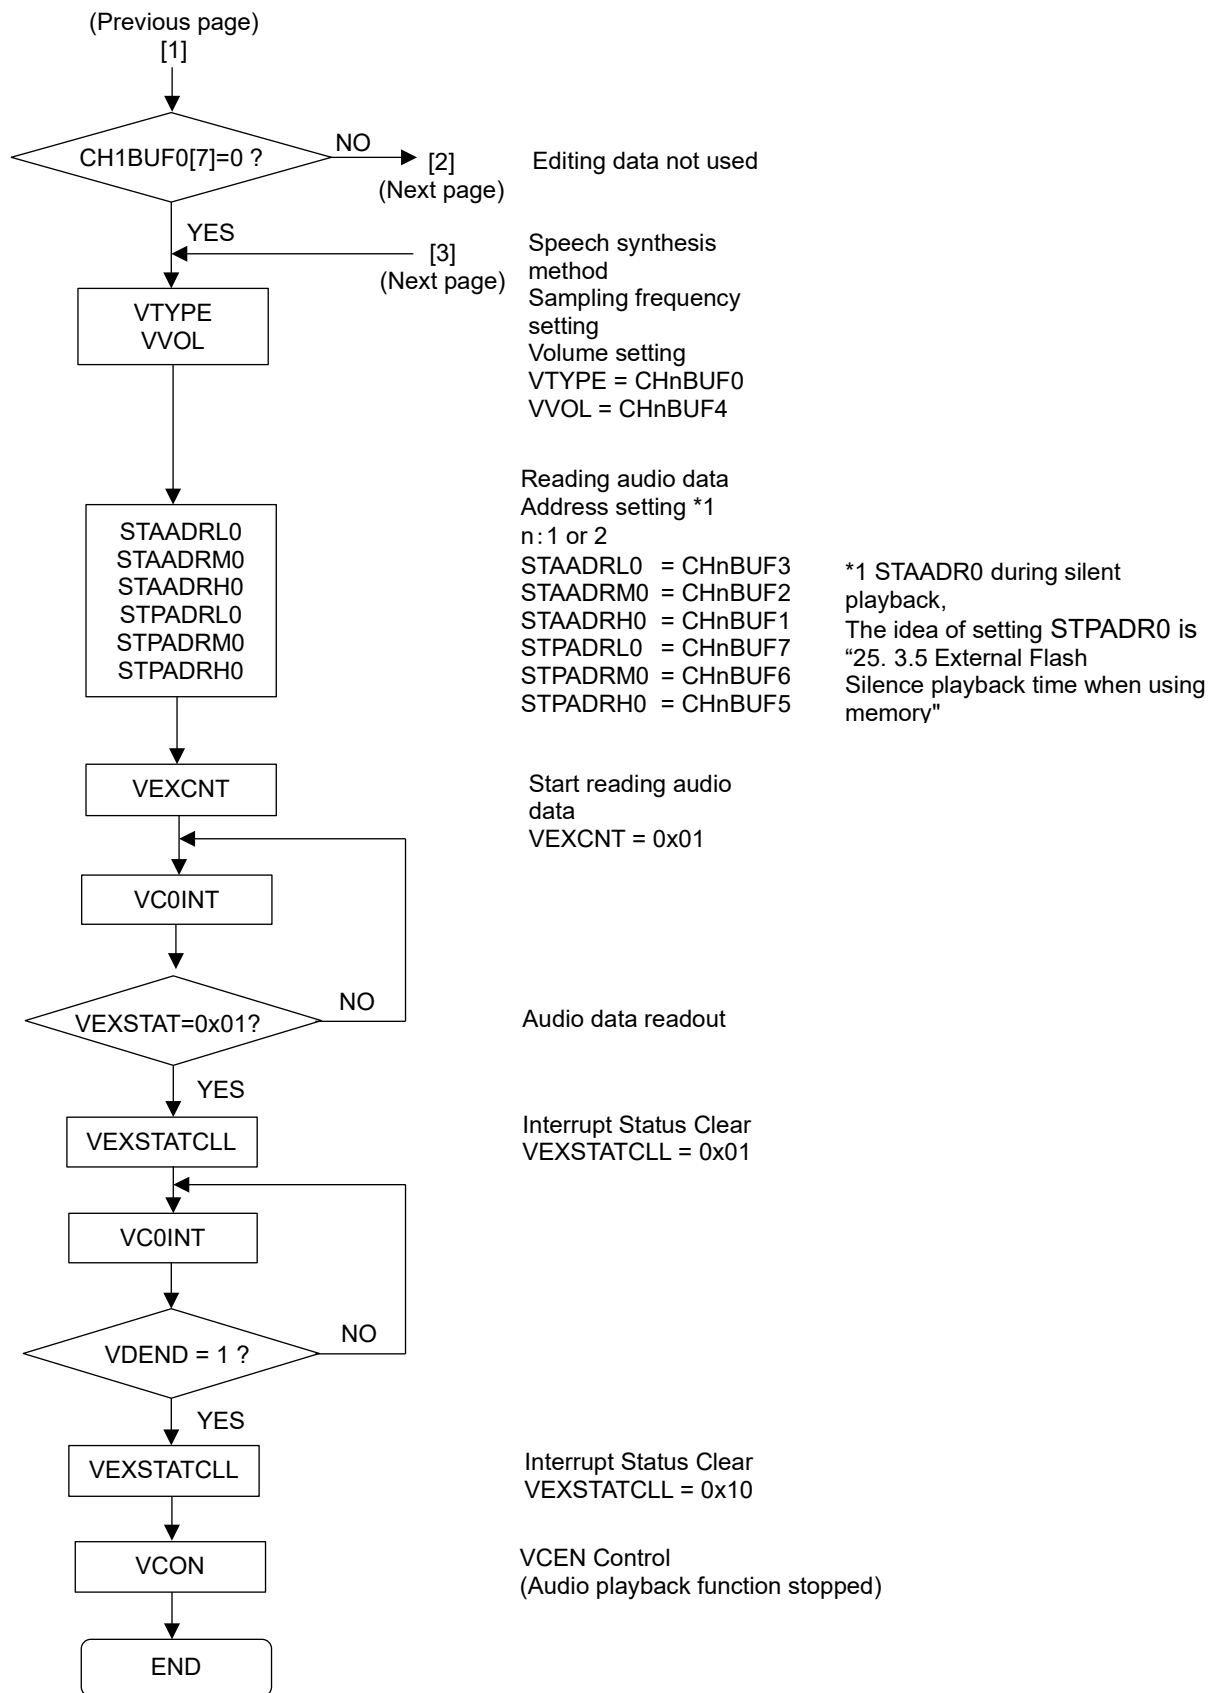 (Previous page)
[1]
CH1BUF0[7]=0 ?
NO
[2]
(Next page)
Editing data not used
YES
[3]
(Next page)
Speech synthesis
method
Sampling frequency
setting
Volume setting
VTYPE = CHnBUF0
VVOL = CHnBUF4
VTYPE
VVOL
Reading audio data
Address setting *1
n:1 or 2
STAADRL0 = CHnBUF3
STAADRM0 = CHnBUF2
STAADRH0 = CHnBUF1
STPADRL0 = CHnBUF7
STPADRM0 = CHnBUF6
STPADRH0 = CHnBUF5
*1 STAADR0 during silent
playback,
The idea of setting STPADR0 is
“25. 3.5 External Flash
Silence playback time when using
memory"
STAADRL0
STAADRM0
STAADRH0
STPADRL0
STPADRM0
STPADRH0
VEXCNT
Start reading audio
data
VEXCNT = 0x01
VC0INT
VEXSTAT=0x01?
NO
Audio data readout
YES
VEXSTATCLL
Interrupt Status Clear
VEXSTATCLL = 0x01
VC0INT
VDEND = 1 ?
NO
YES
VEXSTATCLL
Interrupt Status Clear
VEXSTATCLL = 0x10
VCON
VCEN Control
(Audio playback function stopped)
END